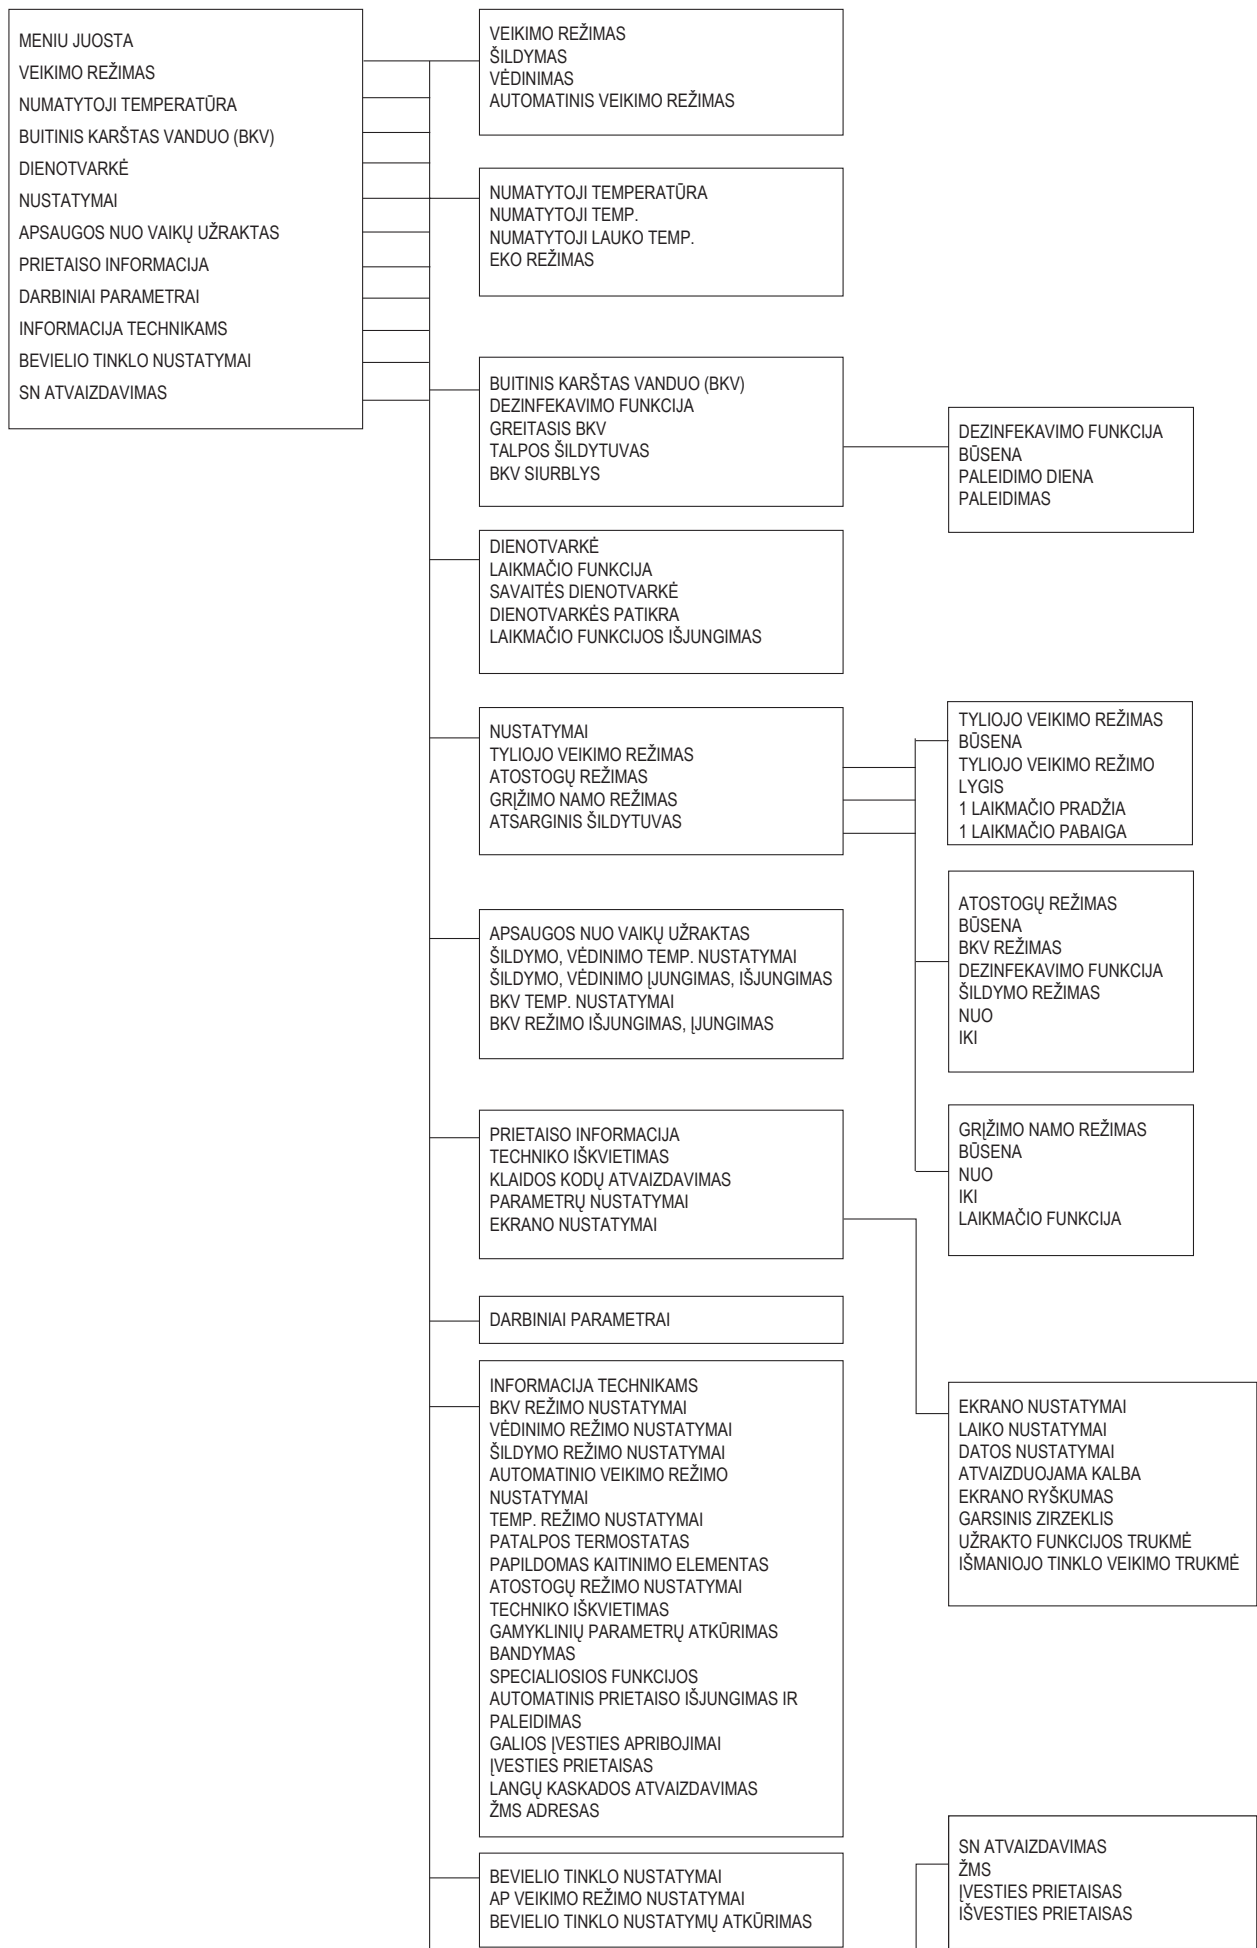 MENIU JUOSTA
VEIKIMO REŽIMAS
NUMATYTOJI TEMPERATŪRA
BUITINIS KARŠTAS VANDUO (BKV)
DIENOTVARKĖ
NUSTATYMAI
APSAUGOS NUO VAIKŲ UŽRAKTAS
PRIETAISO INFORMACIJA
DARBINIAI PARAMETRAI
INFORMACIJA TECHNIKAMS
BEVIELIO TINKLO NUSTATYMAI
SN ATVAIZDAVIMAS
VEIKIMO REŽIMAS
ŠILDYMAS
VĖDINIMAS
AUTOMATINIS VEIKIMO REŽIMAS
NUMATYTOJI TEMPERATŪRA
NUMATYTOJI TEMP.
NUMATYTOJI LAUKO TEMP.
EKO REŽIMAS
BUITINIS KARŠTAS VANDUO (BKV)
DEZINFEKAVIMO FUNKCIJA
GREITASIS BKV
TALPOS ŠILDYTUVAS
BKV SIURBLYS
DEZINFEKAVIMO FUNKCIJA
BŪSENA
PALEIDIMO DIENA
PALEIDIMAS
DIENOTVARKĖ
LAIKMAČIO FUNKCIJA
SAVAITĖS DIENOTVARKĖ
DIENOTVARKĖS PATIKRA
LAIKMAČIO FUNKCIJOS IŠJUNGIMAS
NUSTATYMAI
TYLIOJO VEIKIMO REŽIMAS
ATOSTOGŲ REŽIMAS
GRĮŽIMO NAMO REŽIMAS
ATSARGINIS ŠILDYTUVAS
TYLIOJO VEIKIMO REŽIMAS
BŪSENA
TYLIOJO VEIKIMO REŽIMO
LYGIS
1 LAIKMAČIO PRADŽIA
1 LAIKMAČIO PABAIGA
ATOSTOGŲ REŽIMAS
BŪSENA
BKV REŽIMAS
DEZINFEKAVIMO FUNKCIJA
ŠILDYMO REŽIMAS
NUO
IKI
GRĮŽIMO NAMO REŽIMAS
BŪSENA
NUO
IKI
LAIKMAČIO FUNKCIJA
APSAUGOS NUO VAIKŲ UŽRAKTAS
ŠILDYMO, VĖDINIMO TEMP. NUSTATYMAI
ŠILDYMO, VĖDINIMO ĮJUNGIMAS, IŠJUNGIMAS
BKV TEMP. NUSTATYMAI
BKV REŽIMO IŠJUNGIMAS, ĮJUNGIMAS
PRIETAISO INFORMACIJA
TECHNIKO IŠKVIETIMAS
KLAIDOS KODŲ ATVAIZDAVIMAS
PARAMETRŲ NUSTATYMAI
EKRANO NUSTATYMAI
DARBINIAI PARAMETRAI
INFORMACIJA TECHNIKAMS
BKV REŽIMO NUSTATYMAI
VĖDINIMO REŽIMO NUSTATYMAI
ŠILDYMO REŽIMO NUSTATYMAI
AUTOMATINIO VEIKIMO REŽIMO
NUSTATYMAI
TEMP. REŽIMO NUSTATYMAI
PATALPOS TERMOSTATAS
PAPILDOMAS KAITINIMO ELEMENTAS
ATOSTOGŲ REŽIMO NUSTATYMAI
TECHNIKO IŠKVIETIMAS
GAMYKLINIŲ PARAMETRŲ ATKŪRIMAS
BANDYMAS
SPECIALIOSIOS FUNKCIJOS
AUTOMATINIS PRIETAISO IŠJUNGIMAS IR
PALEIDIMAS
GALIOS ĮVESTIES APRIBOJIMAI
ĮVESTIES PRIETAISAS
LANGŲ KASKADOS ATVAIZDAVIMAS
ŽMS ADRESAS
EKRANO NUSTATYMAI
LAIKO NUSTATYMAI
DATOS NUSTATYMAI
ATVAIZDUOJAMA KALBA
EKRANO RYŠKUMAS
GARSINIS ZIRZEKLIS
UŽRAKTO FUNKCIJOS TRUKMĖ
IŠMANIOJO TINKLO VEIKIMO TRUKMĖ
BEVIELIO TINKLO NUSTATYMAI
AP VEIKIMO REŽIMO NUSTATYMAI
BEVIELIO TINKLO NUSTATYMŲ ATKŪRIMAS
SN ATVAIZDAVIMAS
ŽMS
ĮVESTIES PRIETAISAS
IŠVESTIES PRIETAISAS